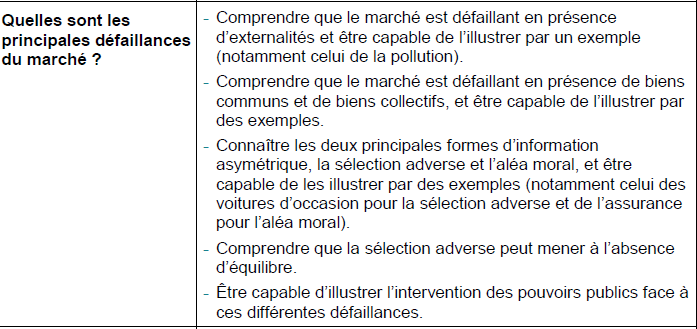 Quelles sont les
principales défaillances
du marché ?
- Comprendre que le marché est défaillant en présence
d’externalités et être capable de l’illustrer par un exemple
(notamment celui de la pollution).
- Comprendre que le marché est défaillant en présence de biens
communs et de biens collectifs, et être capable de l’illustrer par
des exemples.
- Connaître les deux principales formes d’information
asymétrique, la sélection adverse et l’aléa moral, et être
capable de les illustrer par des exemples (notamment celui des
voitures d’occasion pour la sélection adverse et de l’assurance
pour l’aléa moral).
- Comprendre que la sélection adverse peut mener à l’absence
d’équilibre.
- Être capable d’illustrer l’intervention des pouvoirs publics face à
ces différentes défaillances.